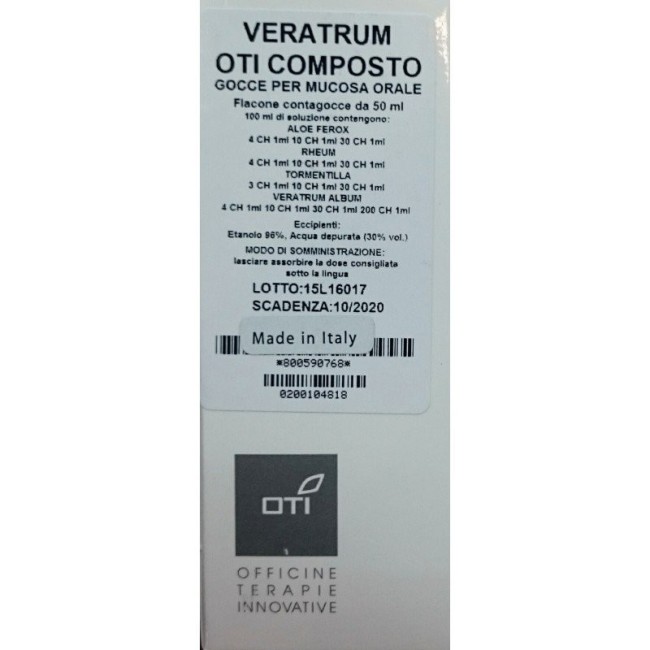 VERATRUM
OTI COMPOSTO
GOCCE PER MUCOSA ORALE
Flacone contagocce da 50 ml
100 ml di soluzione contengono:
ALOE FEROX
4 CH 1ml 10 CH 1ml 30 CH 1ml
RHEUM
4 CH 1ml 10 CH 1ml 30 CH 1ml
TORMENTILLA
3 CH 1ml 10 CH 1ml 30 CH 1ml
VERATRUM ALBUM
4 CH 1ml 10 CH 1ml 30 CH 1ml 200 CH 1ml
Eccipienti:
Etanolo 96%, Acqua depurata (30% vol.)
MODO DI SOMMINISTRAZIONE:
lasciare assorbire la dose consigliata
sotto la lingua
LOTTO:15L16017
SCADENZA:10/2020
Made in Italy
*800590768*
0200104818
OTI
OFFICINE
TERAPIE
INNOVATIVE